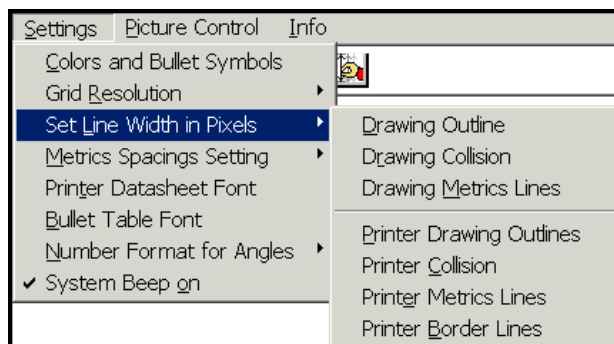 Settings Picture Control Info
Colors and Bullet Symbols
Grid Resolution
Set Line Width in Pixels
Metrics Spacings Setting
Printer Datasheet Font
Bullet Table Font
Number Format for Angles
System Beep on
Drawing Outline
Drawing Collision
Drawing Metrics Lines
Printer Drawing Outlines
Printer Collision
Printer Metrics Lines
Printer Border Lines